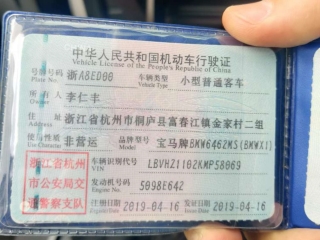 中华人民共和国机动车行驶证
Vehicle License of the People's Republic of China
号牌号码 浙A8ED06 车辆类型 小型普通客车
Plate No. Vehicle Type
所有人 李仁丰
Owner
住址 浙江省杭州市桐庐县富春江镇金家村二组
Address
使用性质 非营运 品牌型号 宝马牌BMW6462MS(BMWX1)
浙江省杭州 车辆识别代号 LBVHZ1102KMP58069
VIN
市公安局交 发动机号码 5098E642
通警察支队 注册日期 2019-04-16 发证日期 2019-04-16